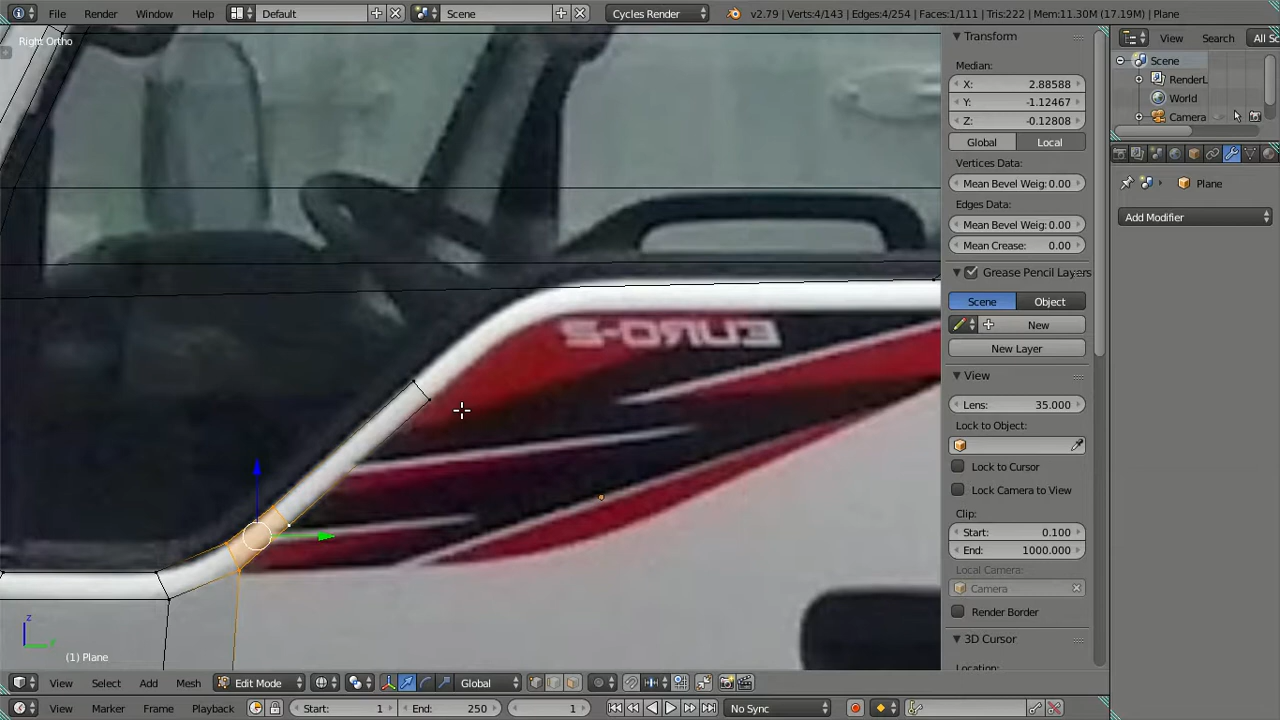 File Render Window Help Default Scene Cycles Render v2.79 | Verts:4/143 | Edges:4/254 | Faces:1/111 | Tris:222 | Mem:11.30M (17.19M) | Plane
Right Ortho
EURO-2
(1) Plane
z
y
Transform
Median:
X: 2.88588
Y: -1.12467
Z: -0.12808
Global Local
Vertices Data:
Mean Bevel Weig: 0.00
Edges Data:
Mean Bevel Weig: 0.00
Mean Crease: 0.00
Grease Pencil Layers
Scene Object
New
New Layer
View
Lens: 35.000
Lock to Object:
Lock to Cursor
Lock Camera to View
Clip:
Start: 0.100
End: 1000.000
Local Camera:
Camera
Render Border
3D Cursor
Location:
View Search All Sc
Scene
RenderL
World
Camera
Plane
Add Modifier
View Select Add Mesh Edit Mode Global
View Marker Frame Playback Start: 1 End: 250 1 No Sync